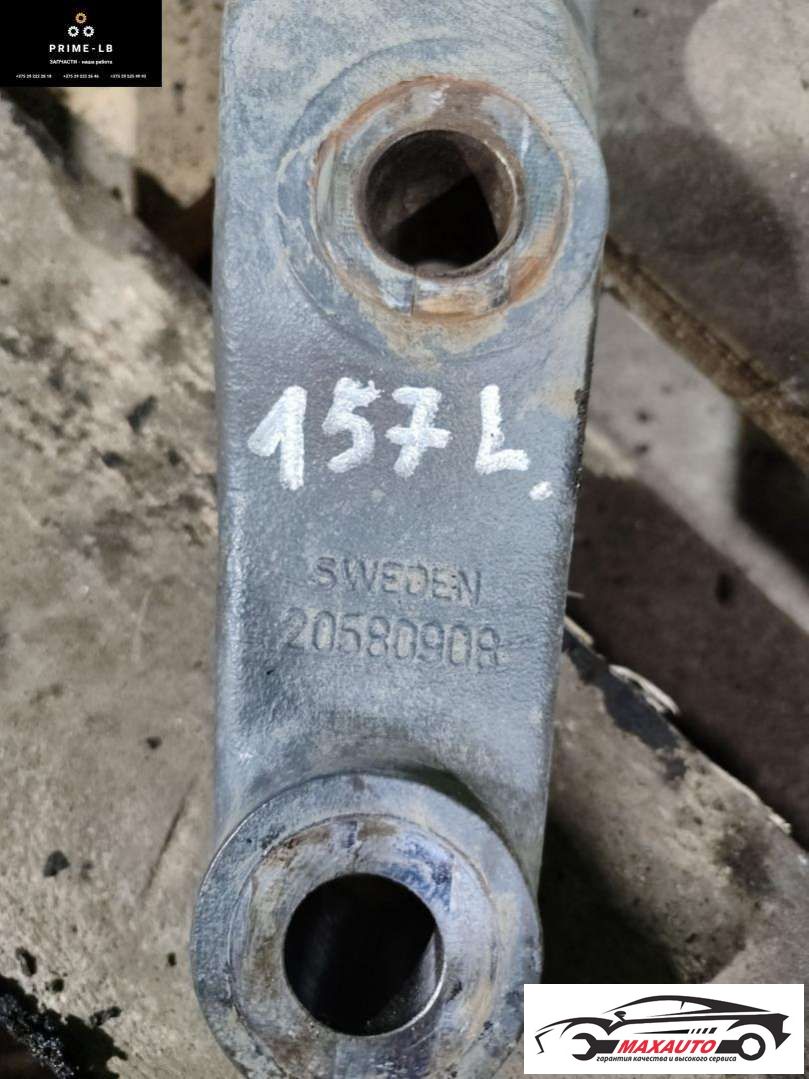 PRIME-LB
ЗАПЧАСТИ - наша работа
157L.
SWEDEN
20580908
MAXAUTO
гарантия качества и высокого сервиса